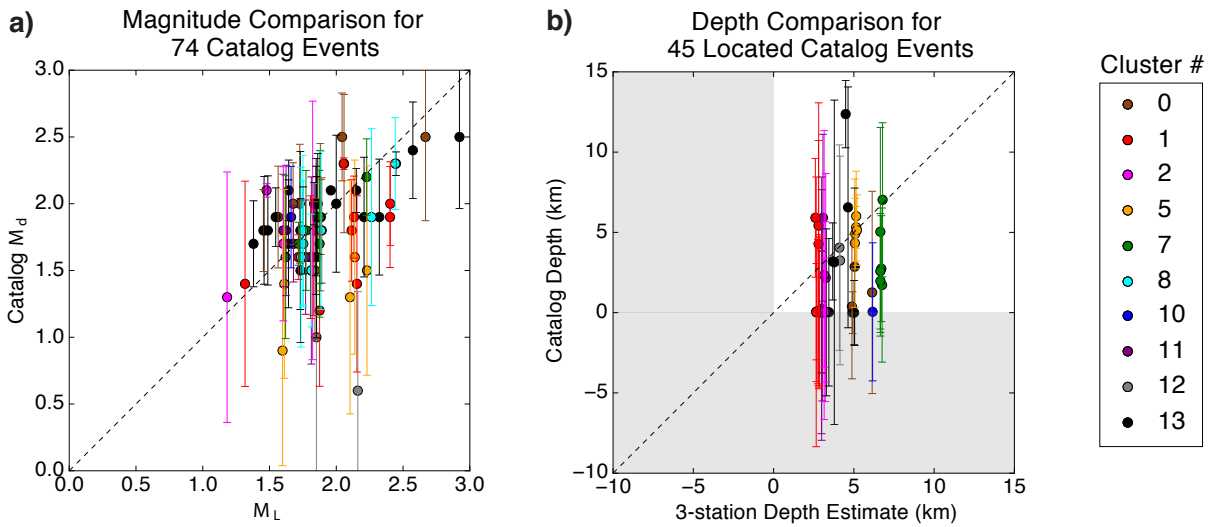 a)
Magnitude Comparison for
74 Catalog Events
3.0
2.5
2.0
1.5
1.0
0.5
0.0
Catalog M_d
0.0 0.5 1.0 1.5 2.0 2.5 3.0
M_L
b)
Depth Comparison for
45 Located Catalog Events
15
10
5
0
−5
−10
Catalog Depth (km)
−10 −5 0 5 10 15
3-station Depth Estimate (km)
Cluster #
0
1
2
5
7
8
10
11
12
13